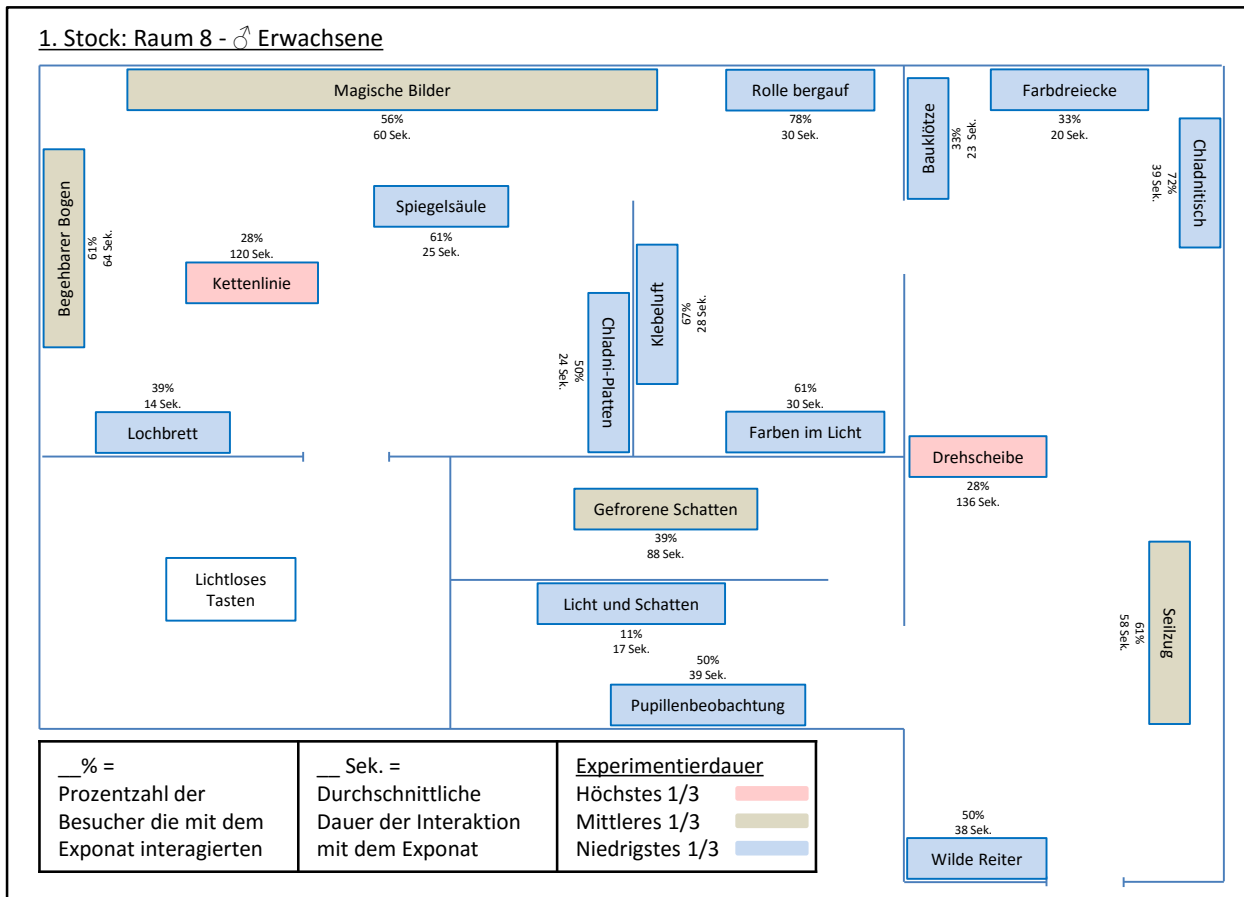 1. Stock: Raum 8 - ♂ Erwachsene
Magische Bilder
56%
60 Sek.
Rolle bergauf
78%
30 Sek.
Bauklötze
33%
23 Sek.
Farbdreiecke
33%
20 Sek.
Chladnitisch
72%
39 Sek.
Begehbarer Bogen
61%
64 Sek.
Spiegelsäule
61%
25 Sek.
28%
120 Sek.
Kettenlinie
Chladni-Platten
50%
24 Sek.
Klebeluft
67%
28 Sek.
39%
14 Sek.
Lochbrett
61%
30 Sek.
Farben im Licht
Drehscheibe
28%
136 Sek.
Gefrorene Schatten
39%
88 Sek.
Lichtloses
Tasten
Licht und Schatten
11%
17 Sek.
Seilzug
61%
58 Sek.
50%
39 Sek.
Pupillenbeobachtung
50%
38 Sek.
Wilde Reiter
__% =
Prozentzahl der
Besucher die mit dem
Exponat interagierten
__ Sek. =
Durchschnittliche
Dauer der Interaktion
mit dem Exponat
Experimentierdauer
Höchstes 1/3
Mittleres 1/3
Niedrigstes 1/3